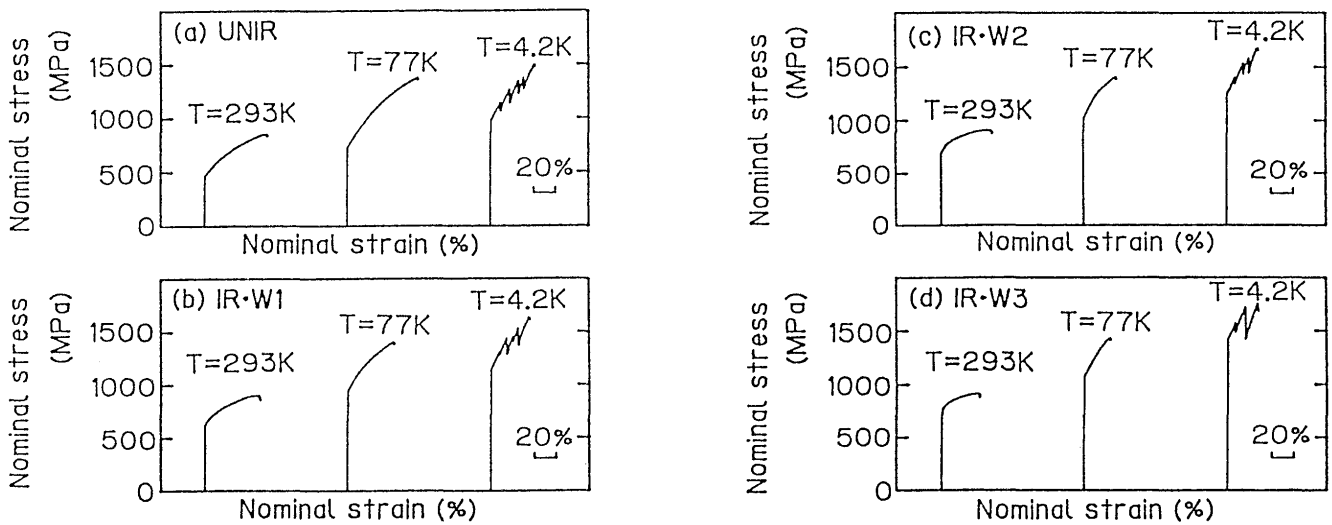 (a) UNIR
Nominal stress
(MPa)
1500
1000
500
0
T=293K
T=77K
T=4.2K
20%
Nominal strain (%)
(b) IR·W1
Nominal stress
(MPa)
1500
1000
500
0
T=293K
T=77K
T=4.2K
20%
Nominal strain (%)
(c) IR·W2
Nominal stress
(MPa)
1500
1000
500
0
T=293K
T=77K
T=4.2K
20%
Nominal strain (%)
(d) IR·W3
Nominal stress
(MPa)
1500
1000
500
0
T=293K
T=77K
T=4.2K
20%
Nominal strain (%)